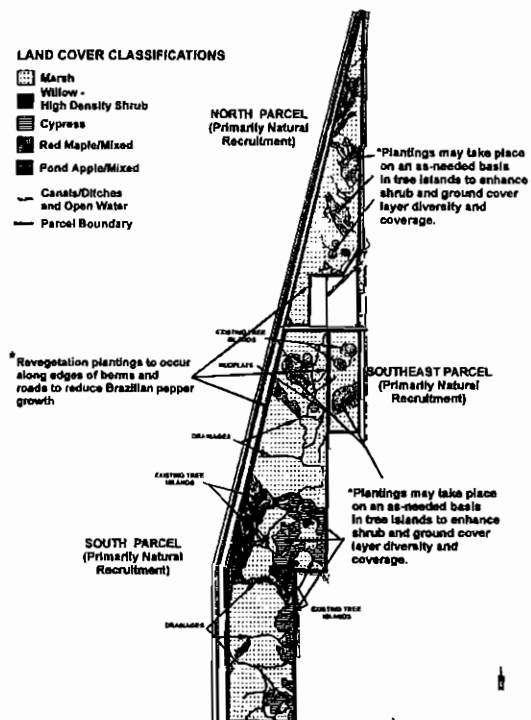 LAND COVER CLASSIFICATIONS
Marsh
Willow -
High Density Shrub
Cypress
Red Maple/Mixed
Pond Apple/Mixed
Canals/Ditches
and Open Water
Parcel Boundary
NORTH PARCEL
(Primarily Natural
Recruitment)
*Plantings may take place
on an as-needed basis
in tree islands to enhance
shrub and ground cover
layer diversity and
coverage.
EXISTING TREE
ISLANDS
MUDFLATS
*Revegetation plantings to occur
along edges of berms and
roads to reduce Brazilian pepper
growth
SOUTHEAST PARCEL
(Primarily Natural
Recruitment)
DRAINAGES
EXISTING TREE
ISLANDS
*Plantings may take place
on an as-needed basis
in tree islands to enhance
shrub and ground cover
layer diversity and
coverage.
SOUTH PARCEL
(Primarily Natural
Recruitment)
EXISTING TREE
ISLANDS
DRAINAGES